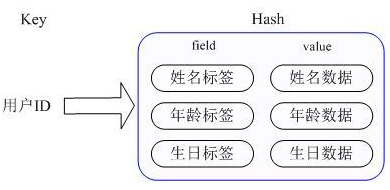 Key Hash
field value
姓名标签 姓名数据
用户ID 年龄标签 年龄数据
生日标签 生日数据